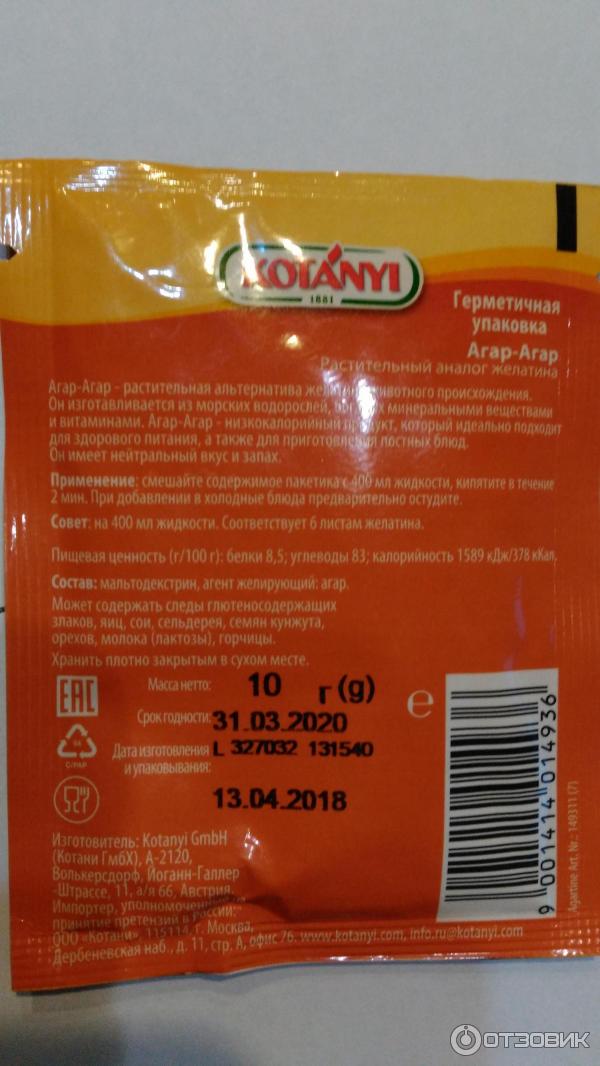 KOTÁNYI
1881
Герметичная
упаковка
Агар-Агар
Растительный аналог желатина
Агар-Агар - растительная альтернатива животного происхождения.
Он изготавливается из морских водорослей, минеральными веществами
и витаминами. Агар-Агар - низкокалорийный продукт, который идеально подходит
для здорового питания, а также для приготовления постных блюд.
Он имеет нейтральный вкус и запах.
Применение: смешайте содержимое пакетика с 400 мл жидкости, кипятите в течение
2 мин. При добавлении в холодные блюда предварительно остудите.
Совет: на 400 мл жидкости. Соответствует 6 листам желатина.
Пищевая ценность (г/100 г): белки 8,5; углеводы 83; калорийность 1589 кДж/378 кКал.
Состав: мальтодекстрин, агент желирующий: агар.
Может содержать следы глютеносодержащих
злаков, яиц, сои, сельдерея, семян кунжута,
орехов, молока (лактозы), горчицы.
Хранить плотно закрытым в сухом месте.
EAC
Масса нетто: 10 г (g) e
Срок годности: 31.03.2020
Дата изготовления L 327032 131540
и упаковывания:
13.04.2018
C/PAP
Изготовитель: Kotanyi GmbH
(Котани ГмбХ), А-2120,
Волькерсдорф, Йоганн-Галлер
-Штрассе, 11, а/я 66, Австрия.
Импортер, уполномоченный на
принятие претензий в России:
ООО «Котани», 115114, г. Москва,
Дербеневская наб., д. 11, стр. А, офис 76. www.kotanyi.com, info.ru@kotanyi.com
9 001414 014936
Agartine Art. Nr.: 149311 (7)
ОТЗОВИК